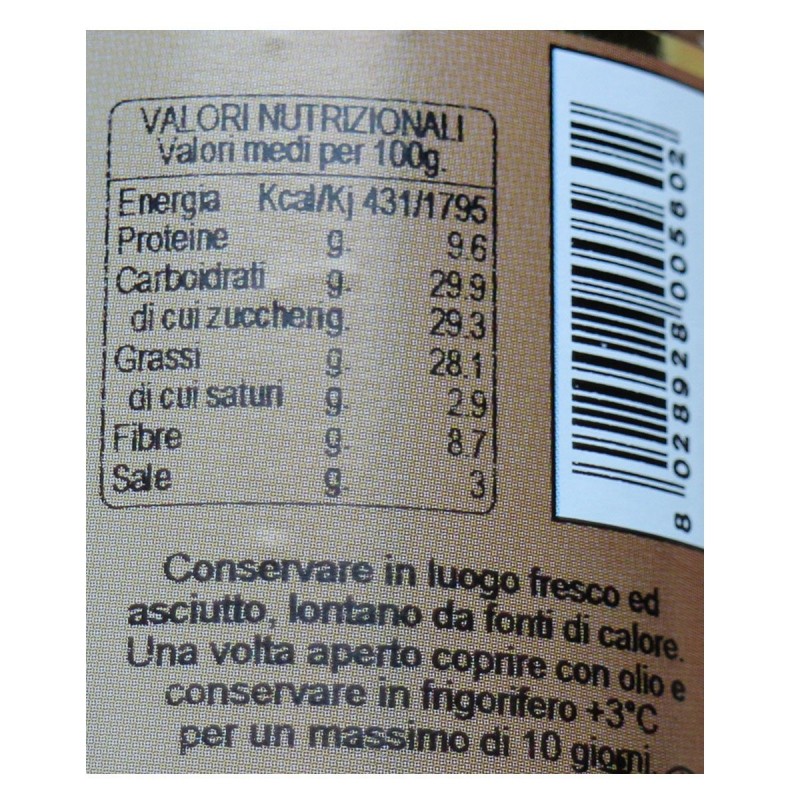 VALORI NUTRIZIONALI
Valori medi per 100g.
Energia Kcal/Kj 431/1795
Proteine g. 9.6
Carboidrati g. 29.9
di cui zuccheri g. 29.3
Grassi g. 28.1
di cui saturi g. 2.9
Fibre g. 8.7
Sale g. 3
8 028928 005602
Conservare in luogo fresco ed
asciutto, lontano da fonti di calore.
Una volta aperto coprire con olio e
conservare in frigorifero +3°C
per un massimo di 10 giorni.